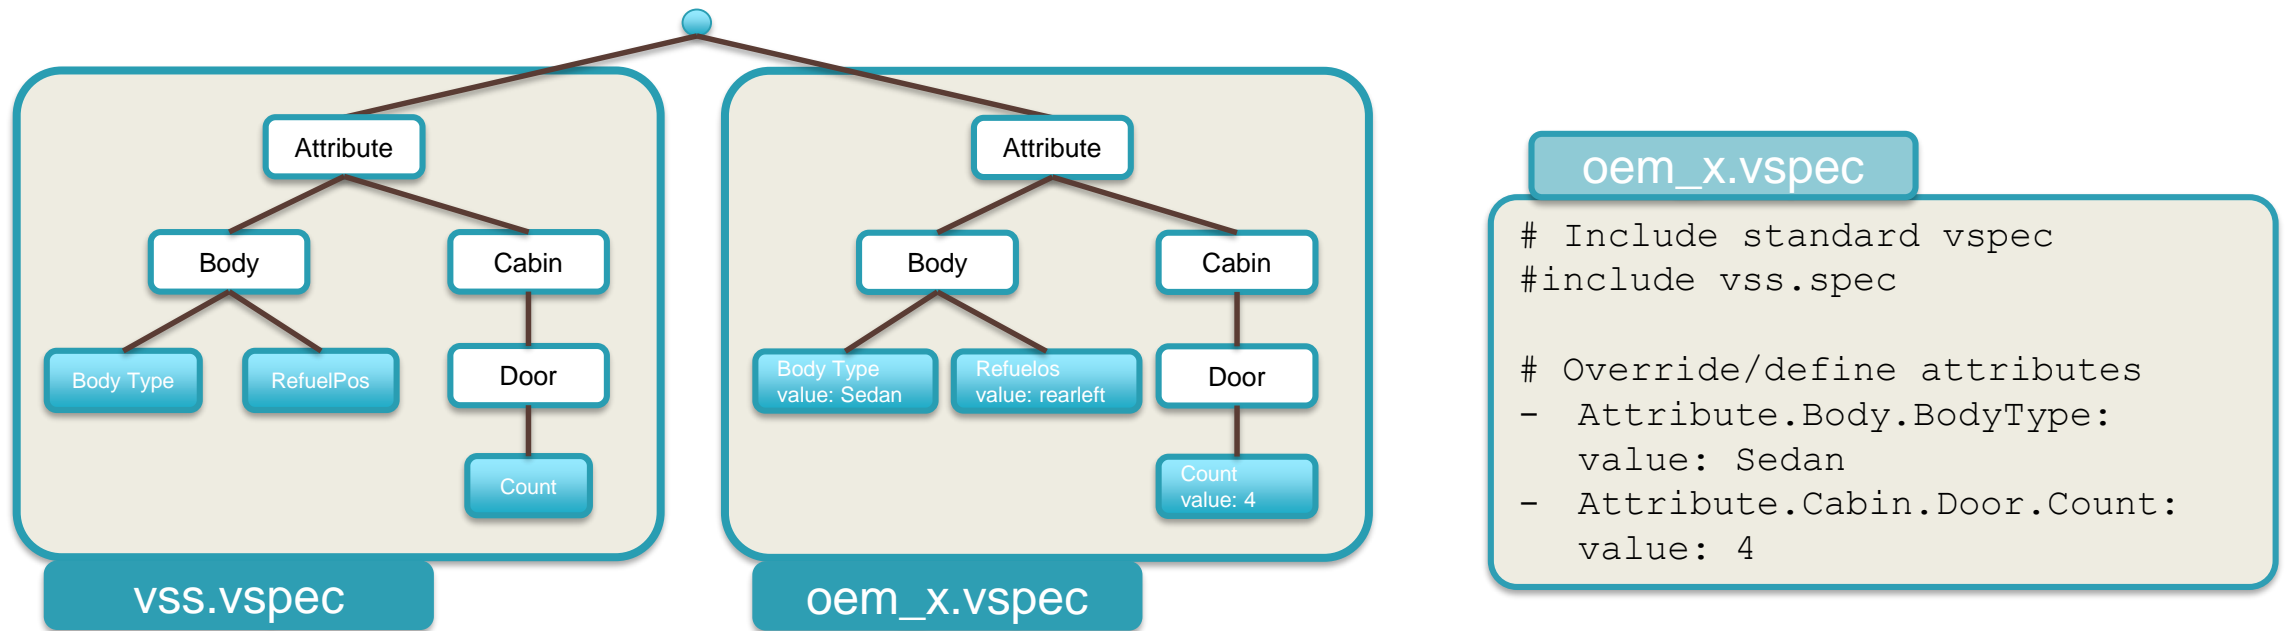 Attribute
Body
Cabin
Body Type
RefuelPos
Door
Count
vss.vspec
Attribute
Body
Cabin
Body Type
value: Sedan
Refuelos
value: rearleft
Door
Count
value: 4
oem_x.vspec
oem_x.vspec
# Include standard vspec
#include vss.spec
# Override/define attributes
- Attribute.Body.BodyType:
value: Sedan
- Attribute.Cabin.Door.Count:
value: 4